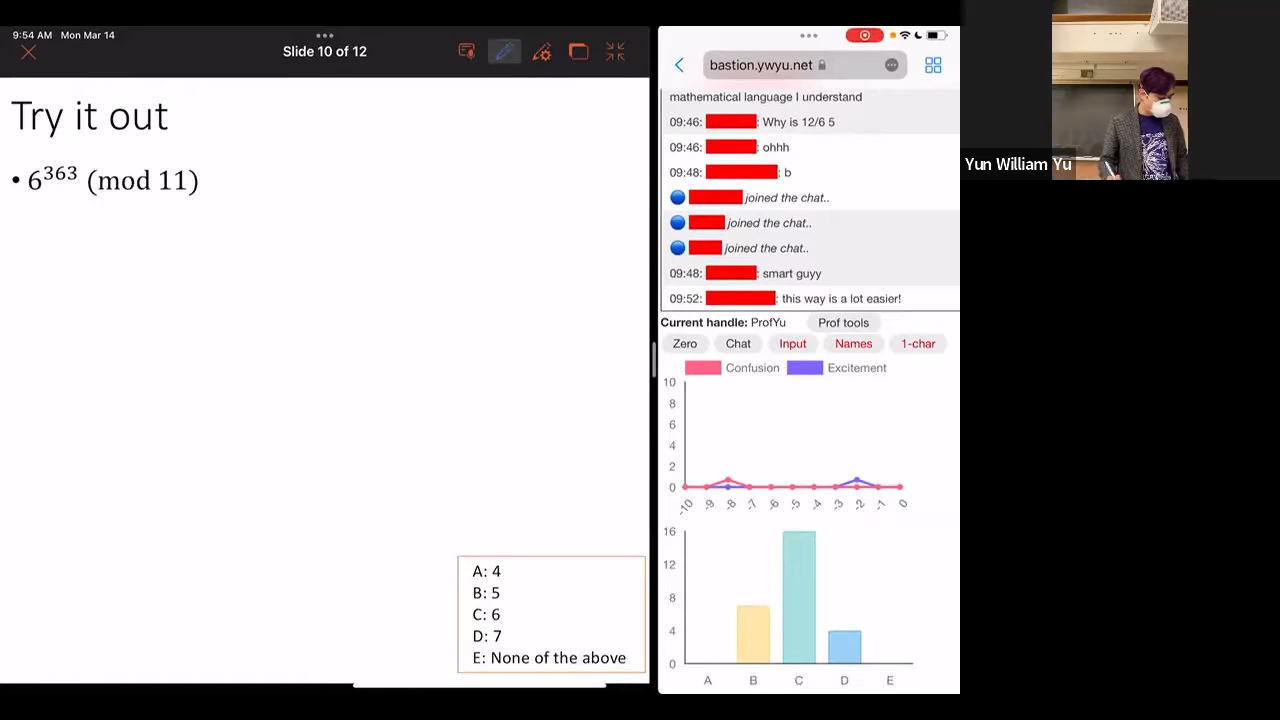 9:54 AM Mon Mar 14
Slide 10 of 12
Try it out
• 6^363 (mod 11)
A: 4
B: 5
C: 6
D: 7
E: None of the above
bastion.ywyu.net
mathematical language I understand
09:46: : Why is 12/6 5
09:46: : ohhh
09:48: : b
joined the chat..
joined the chat..
joined the chat..
09:48: : smart guyy
09:52: : this way is a lot easier!
Current handle: ProfYu Prof tools
Zero Chat Input Names 1-char
Confusion Excitement
10
8
6
4
2
0
-10 -9 -8 -7 -6 -5 -4 -3 -2 -1 0
16
12
8
4
0
A B C D E
Yun William Yu